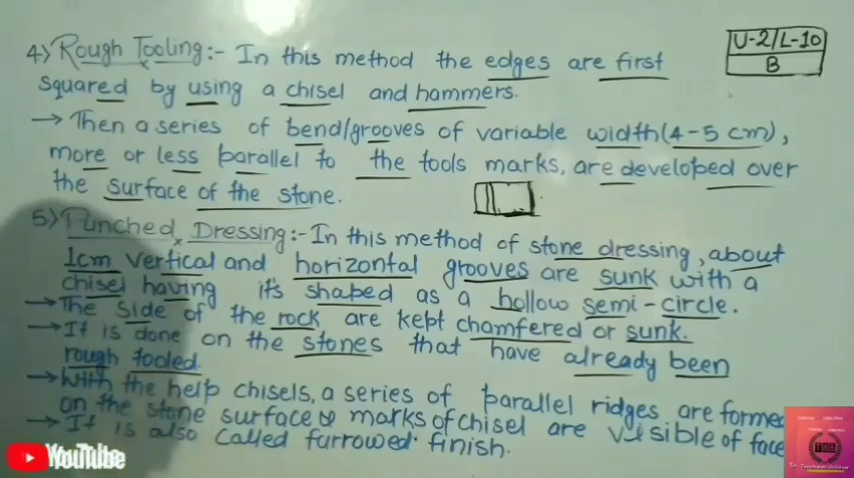 U-2/L-10
B
4) Rough Tooling:- In this method the edges are first
squared by using a chisel and hammers.
→ Then a series of bend/grooves of variable width (4-5 cm),
more or less parallel to the tools marks, are developed over
the surface of the stone.
5) Punched Dressing:- In this method of stone dressing, about
1cm vertical and horizontal grooves are sunk with a
chisel having it's shaped as a hollow semi-circle.
→ The side of the rock are kept chamfered or sunk.
→ It is done on the stones that have already been
rough tooled.
→ With the help chisels, a series of parallel ridges are formed
on the stone surface & marks of chisel are visible of face
→ It is also called furrowed finish.
YouTube
TWB